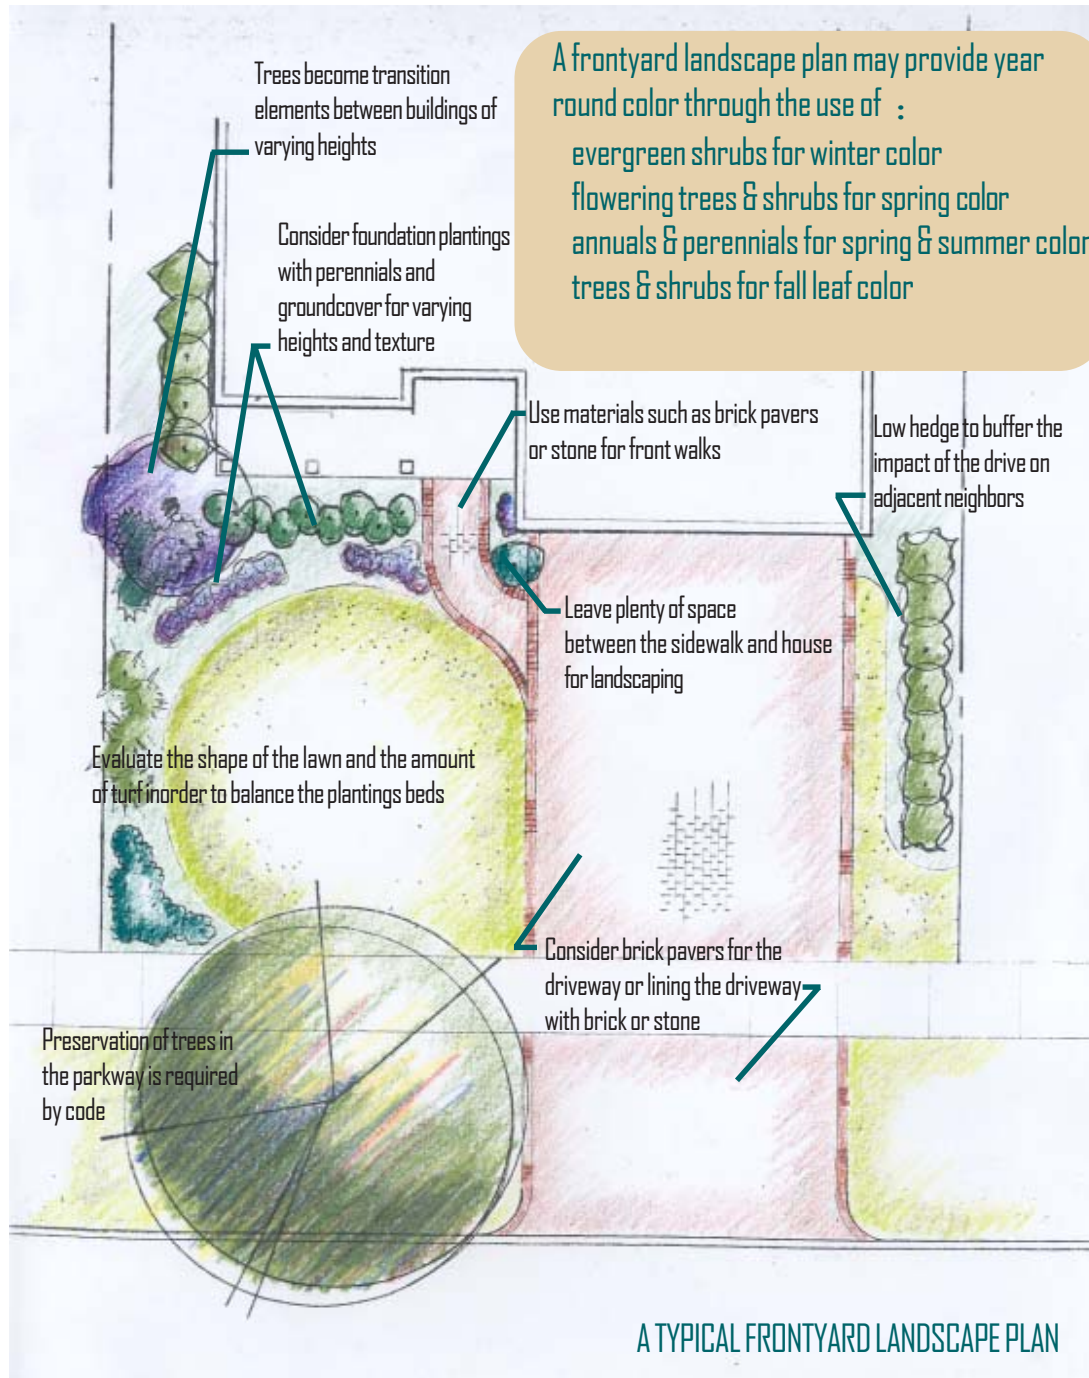 Trees become transition
elements between buildings of
varying heights
A frontyard landscape plan may provide year
round color through the use of :
evergreen shrubs for winter color
flowering trees & shrubs for spring color
annuals & perennials for spring & summer color
trees & shrubs for fall leaf color
Consider foundation plantings
with perennials and
groundcover for varying
heights and texture
Use materials such as brick pavers
or stone for front walks
Low hedge to buffer the
impact of the drive on
adjacent neighbors
Leave plenty of space
between the sidewalk and house
for landscaping
Evaluate the shape of the lawn and the amount
of turf inorder to balance the plantings beds
Consider brick pavers for the
driveway or lining the driveway
with brick or stone
Preservation of trees in
the parkway is required
by code
A TYPICAL FRONTYARD LANDSCAPE PLAN